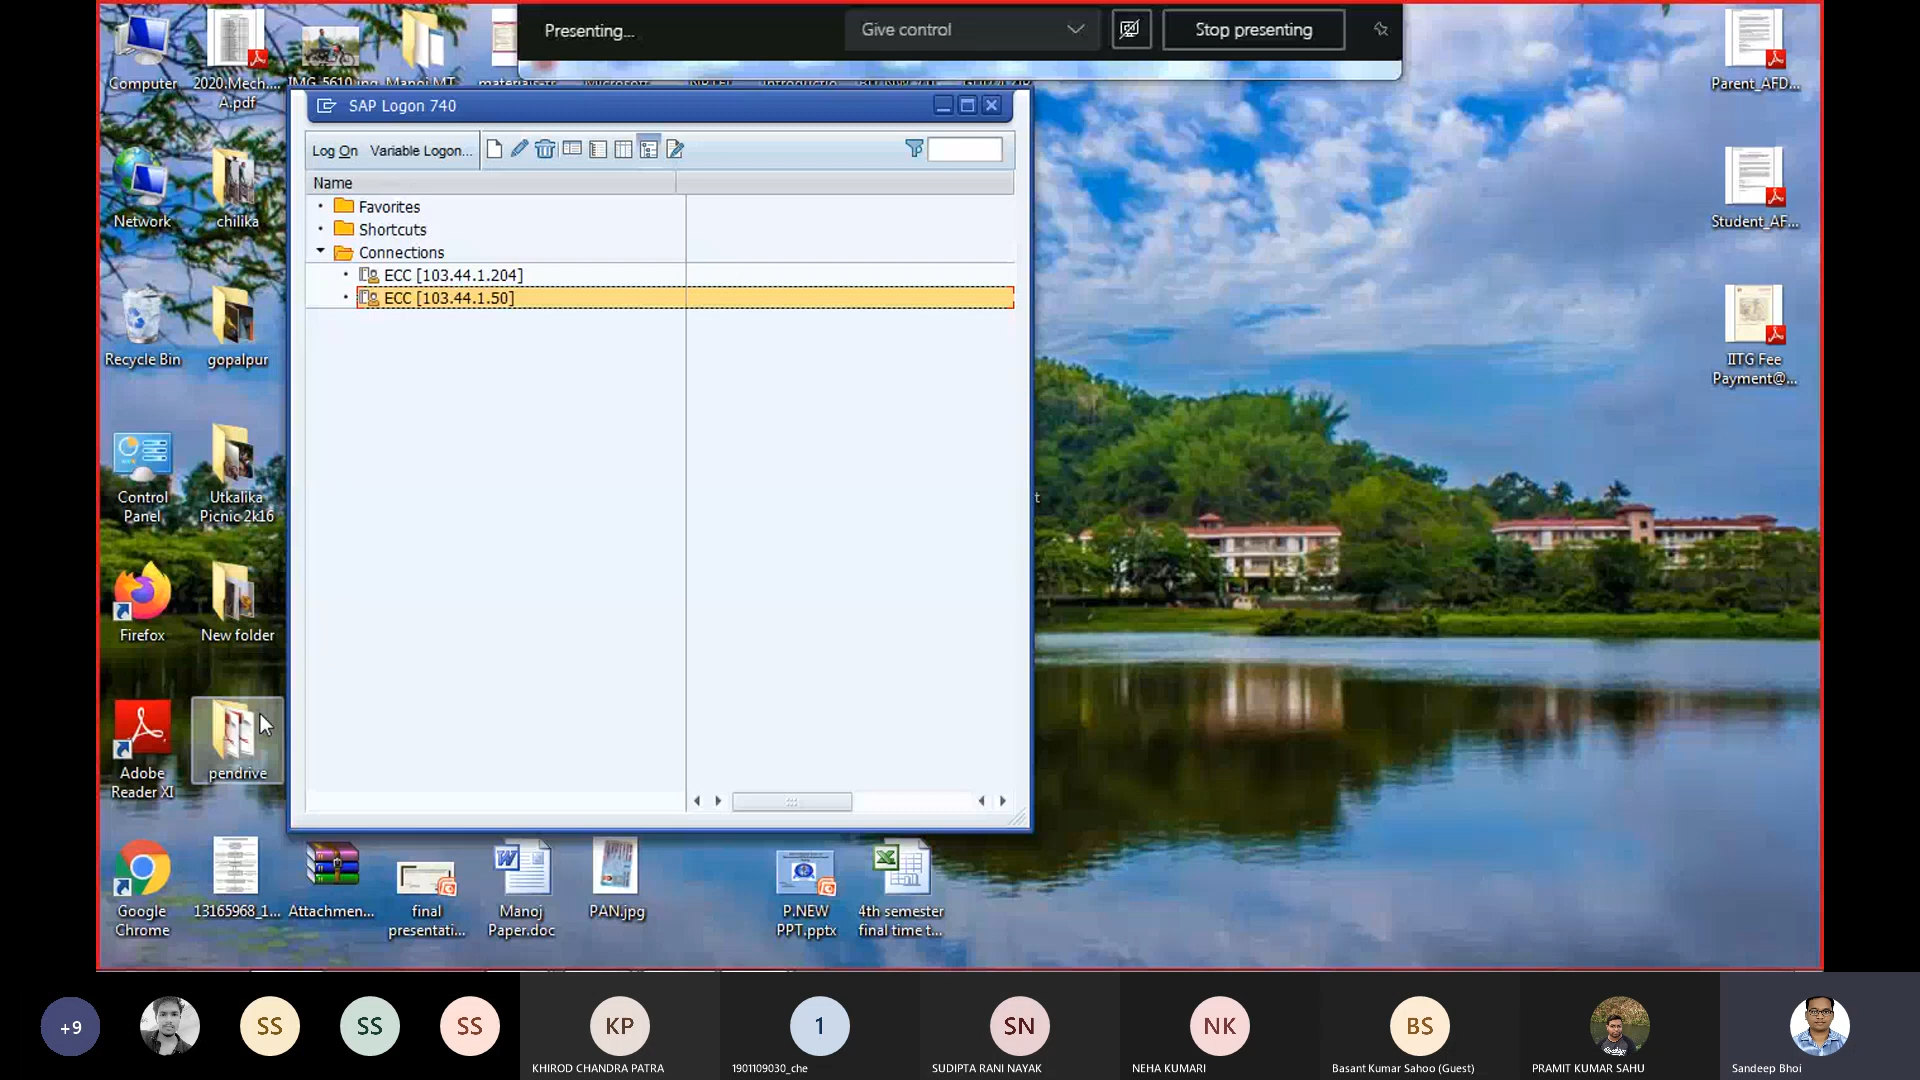 Presenting...
Give control
Stop presenting
Computer
2020.Mech....
A.pdf
IMG_5610.jpg
Manoj MT
Parent_AFD...
SAP Logon 740
Log On
Variable Logon...
Name
Favorites
Shortcuts
Connections
ECC [103.44.1.204]
ECC [103.44.1.50]
Network
chilika
Student_AF...
Recycle Bin
gopalpur
IITG Fee
Payment@...
Control
Panel
Utkalika
Picnic 2k16
Firefox
New folder
Adobe
Reader XI
pendrive
Google
Chrome
13165968_1...
Attachmen...
final
presentati...
Manoj
Paper.doc
PAN.jpg
P.NEW
PPT.pptx
4th semester
final time t...
+9
SS
SS
SS
KP
KHIROD CHANDRA PATRA
1
1901109030_che
SN
SUDIPTA RANI NAYAK
NK
NEHA KUMARI
BS
Basant Kumar Sahoo (Guest)
PRAMIT KUMAR SAHU
Sandeep Bhoi